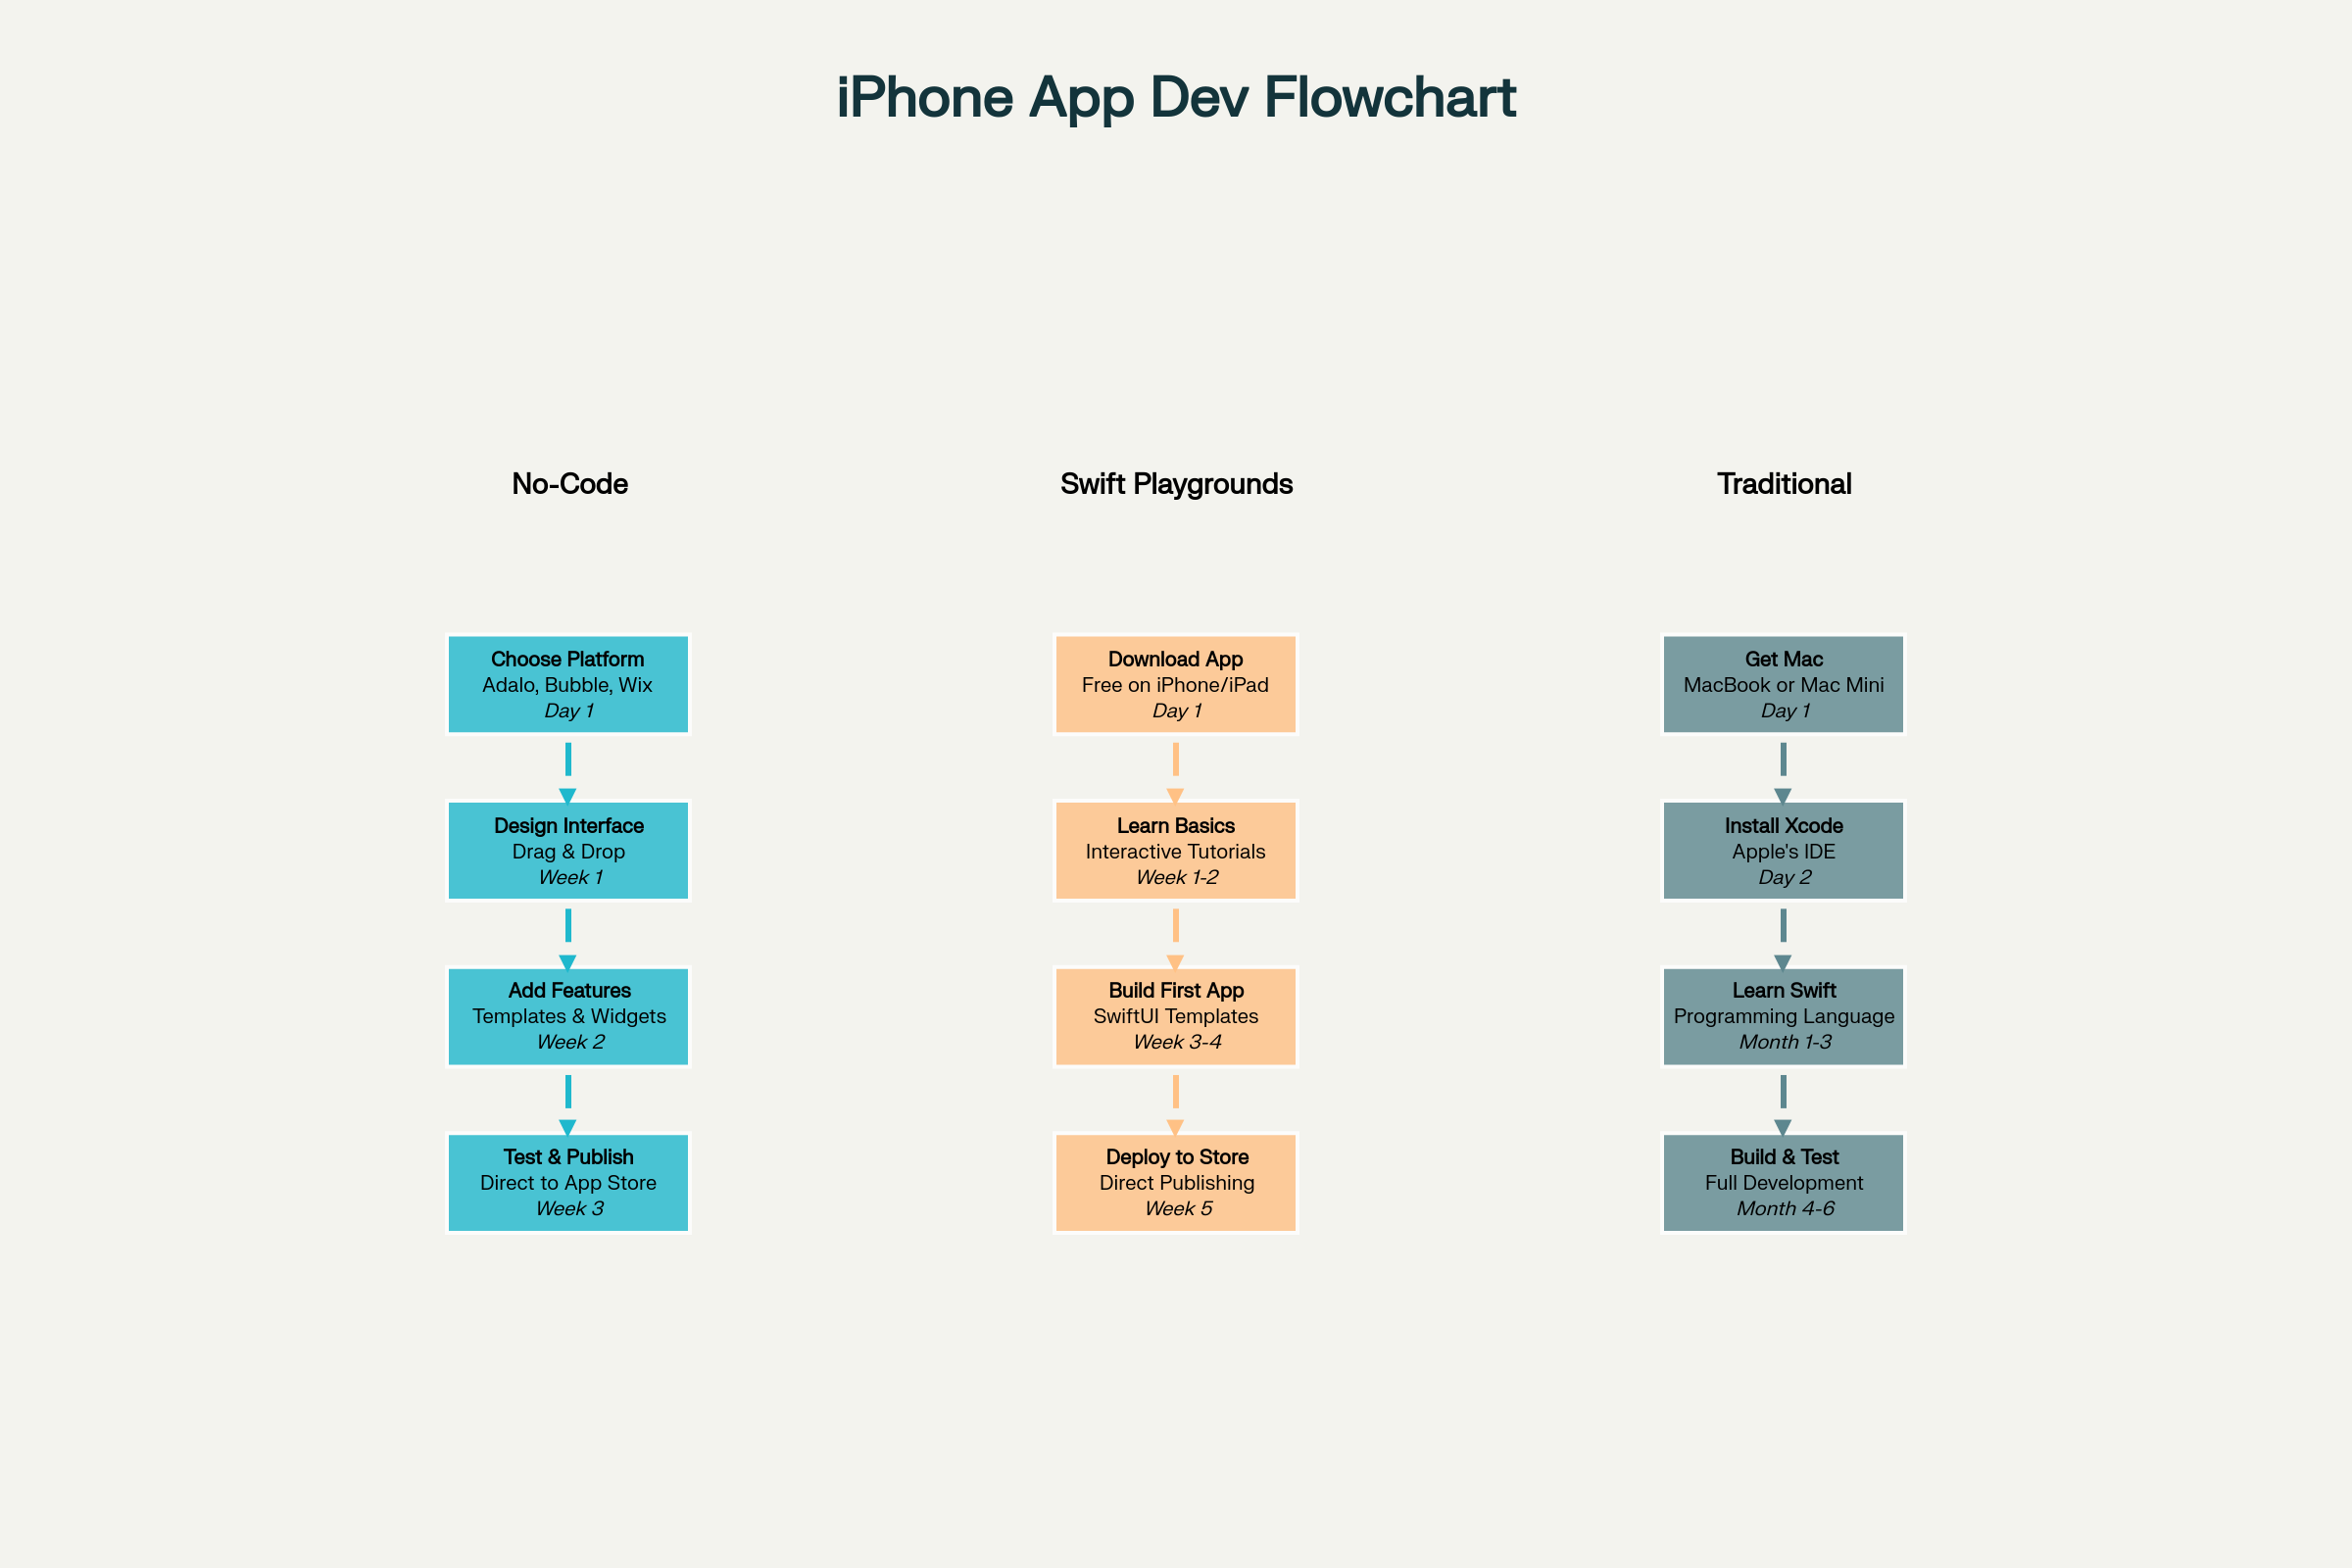 iPhone App Dev Flowchart
No-Code
Choose Platform
Adalo, Bubble, Wix
Day 1
Design Interface
Drag & Drop
Week 1
Add Features
Templates & Widgets
Week 2
Test & Publish
Direct to App Store
Week 3
Swift Playgrounds
Download App
Free on iPhone/iPad
Day 1
Learn Basics
Interactive Tutorials
Week 1-2
Build First App
SwiftUI Templates
Week 3-4
Deploy to Store
Direct Publishing
Week 5
Traditional
Get Mac
MacBook or Mac Mini
Day 1
Install Xcode
Apple's IDE
Day 2
Learn Swift
Programming Language
Month 1-3
Build & Test
Full Development
Month 4-6